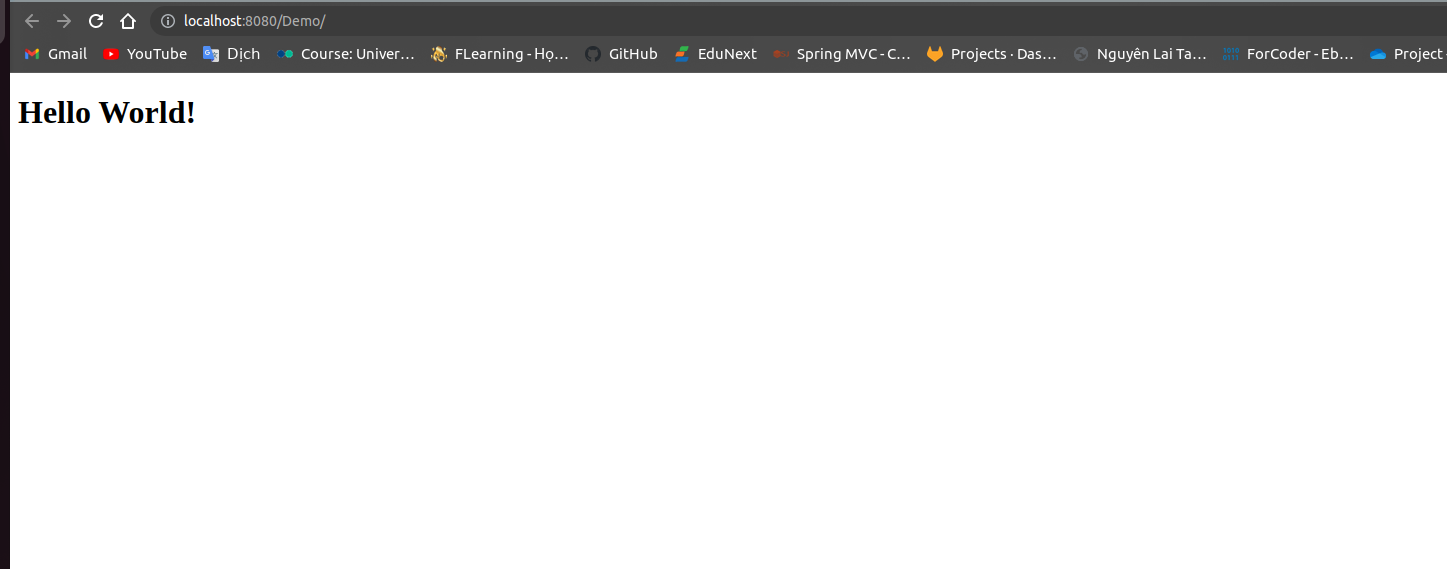 localhost:8080/Demo/
Gmail YouTube Dịch Course: Univer… FLearning - Họ… GitHub EduNext Spring MVC - C… Projects · Das… Nguyên Lai Ta… ForCoder - Eb… Project
Hello World!